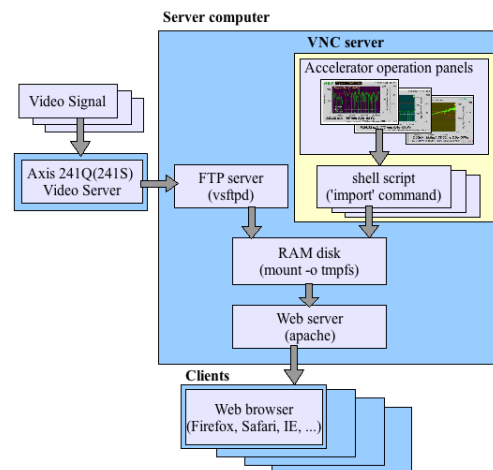 Server computer
VNC server
Accelerator operation panels
Video Signal
Axis 241Q(241S)
Video Server
FTP server
(vsftpd)
shell script
('import' command)
RAM disk
(mount -o tmpfs)
Web server
(apache)
Clients
Web browser
(Firefox, Safari, IE, ...)